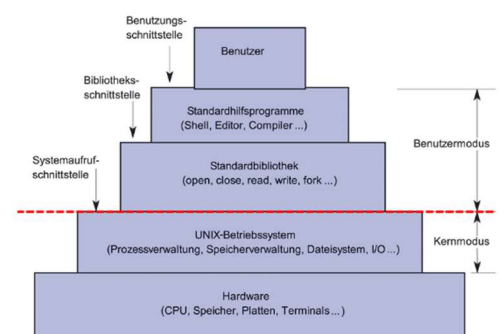 Benutzungs-
schnittstelle
Benutzer
Bibliotheks-
schnittstelle
Standardhilfsprogramme
(Shell, Editor, Compiler...)
Benutzermodus
Systemaufruf-
schnittstelle
Standardbibliothek
(open, close, read, write, fork...)
UNIX-Betriebssystem
(Prozessverwaltung, Speicherverwaltung, Dateisystem, I/O...)
Kernmodus
Hardware
(CPU, Speicher, Platten, Terminals...)